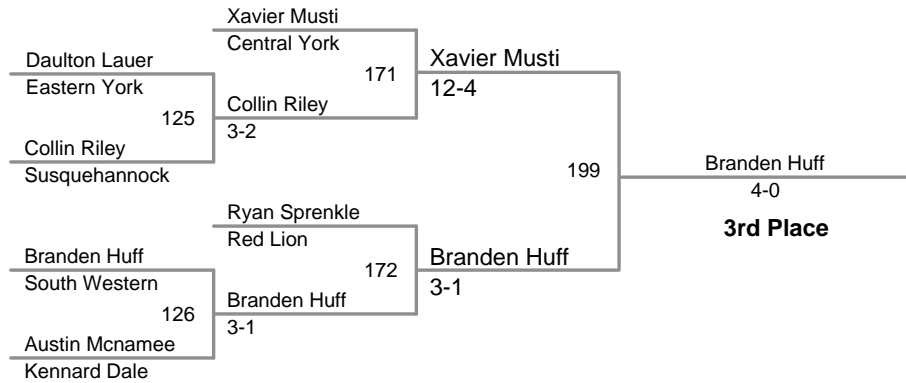 Xavier Musti
Central York
Daulton Lauer
Eastern York
171
Xavier Musti
12-4
125
Collin Riley
3-2
Collin Riley
Susquehannock
199
Branden Huff
4-0
3rd Place
Ryan Sprenkle
Red Lion
Branden Huff
South Western
172
Branden Huff
3-1
126
Branden Huff
3-1
Austin Mcnamee
Kennard Dale